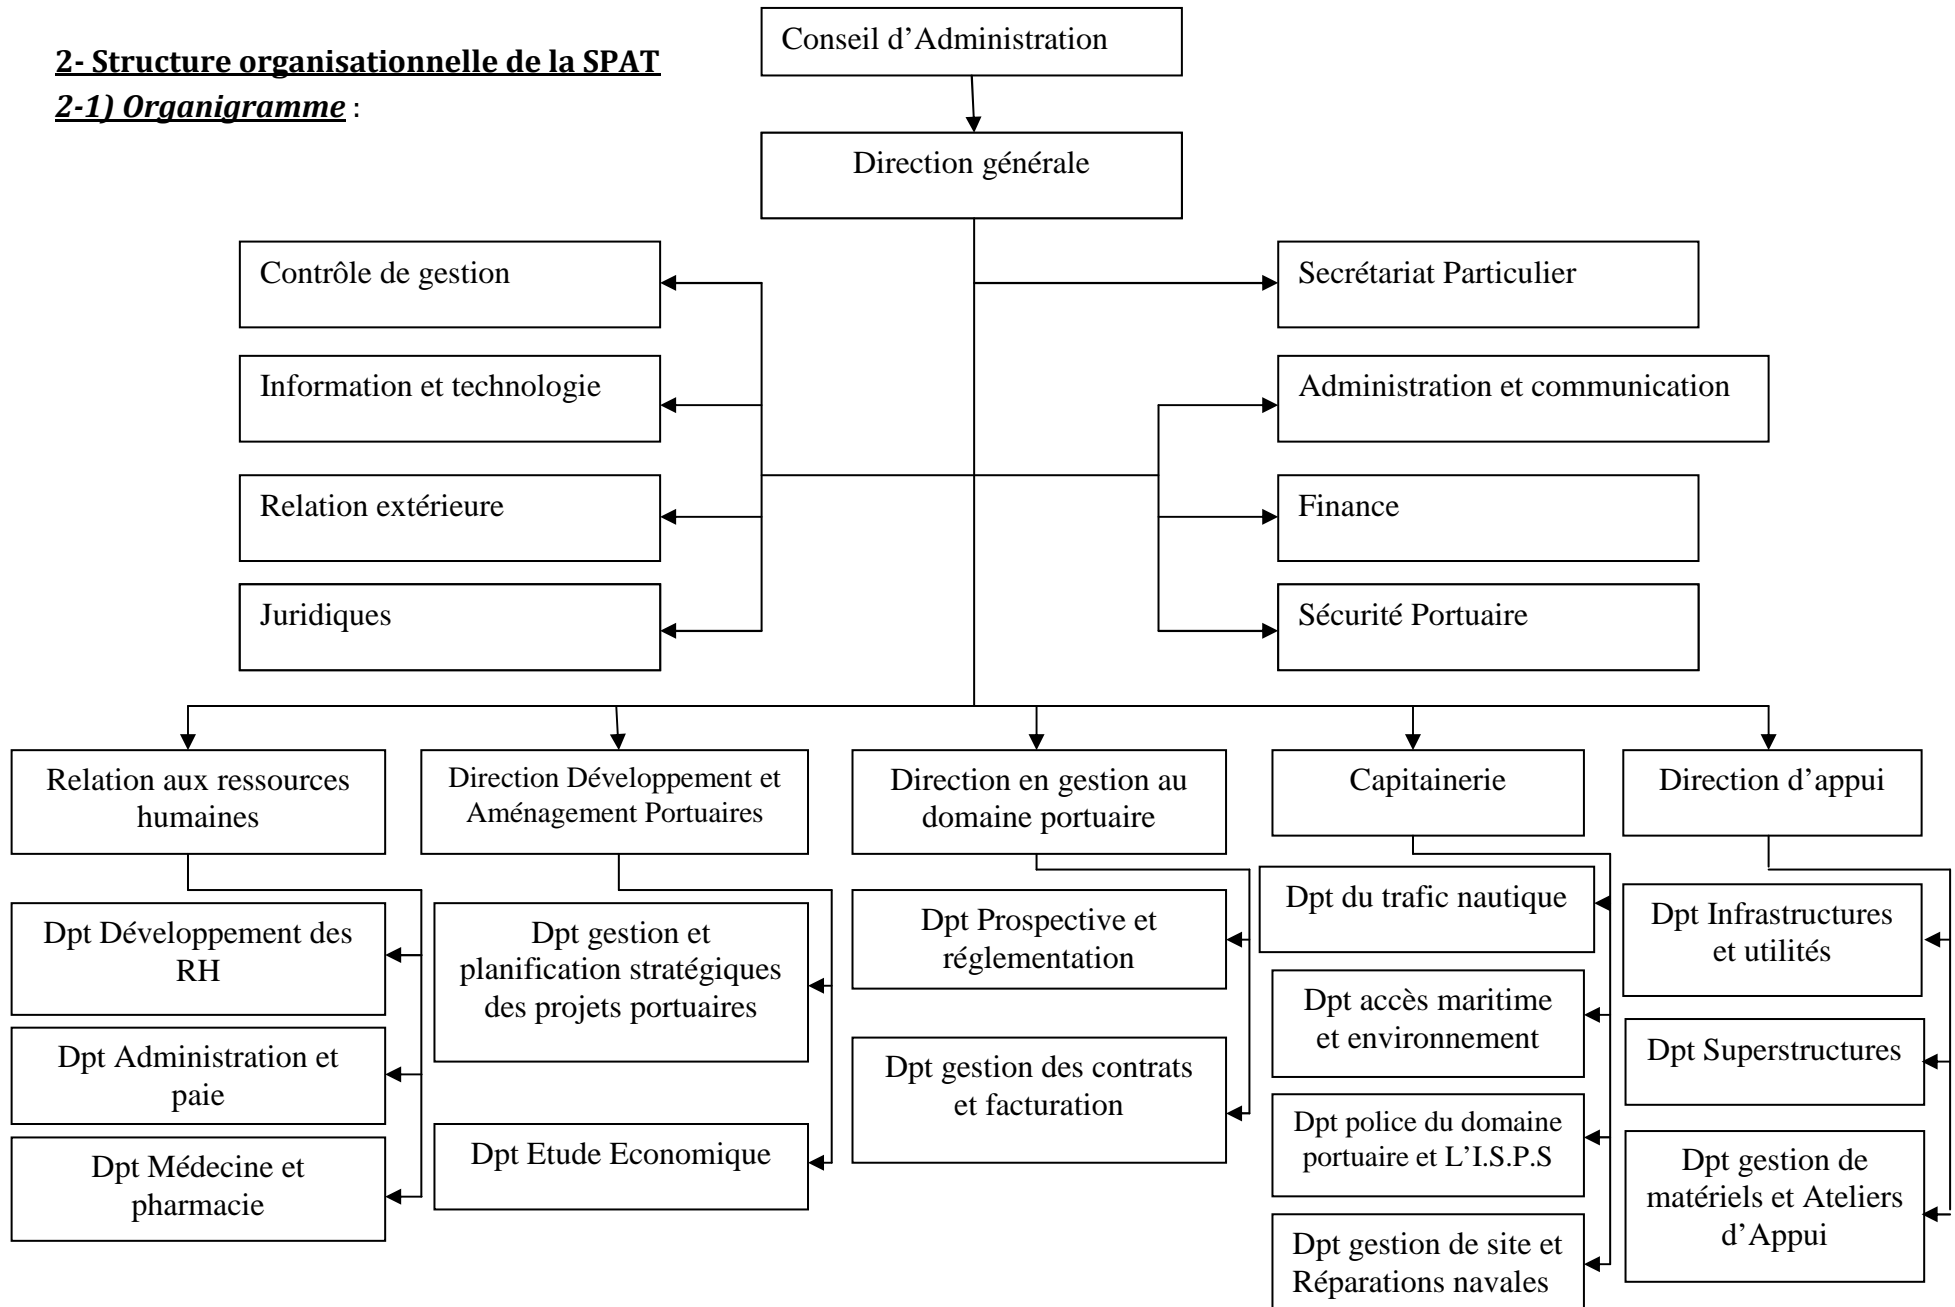 2- Structure organisationnelle de la SPAT
2-1) Organigramme :
Conseil d’Administration
Direction générale
Contrôle de gestion
Secrétariat Particulier
Information et technologie
Administration et communication
Relation extérieure
Finance
Juridiques
Sécurité Portuaire
Relation aux ressources
humaines
Direction Développement et
Aménagement Portuaires
Direction en gestion au
domaine portuaire
Capitainerie
Direction d’appui
Dpt Développement des
RH
Dpt Administration et
paie
Dpt Médecine et
pharmacie
Dpt gestion et
planification stratégiques
des projets portuaires
Dpt Etude Economique
Dpt Prospective et
réglementation
Dpt gestion des contrats
et facturation
Dpt du trafic nautique
Dpt accès maritime
et environnement
Dpt police du domaine
portuaire et L’I.S.P.S
Dpt gestion de site et
Réparations navales
Dpt Infrastructures
et utilités
Dpt Superstructures
Dpt gestion de
matériels et Ateliers
d’Appui